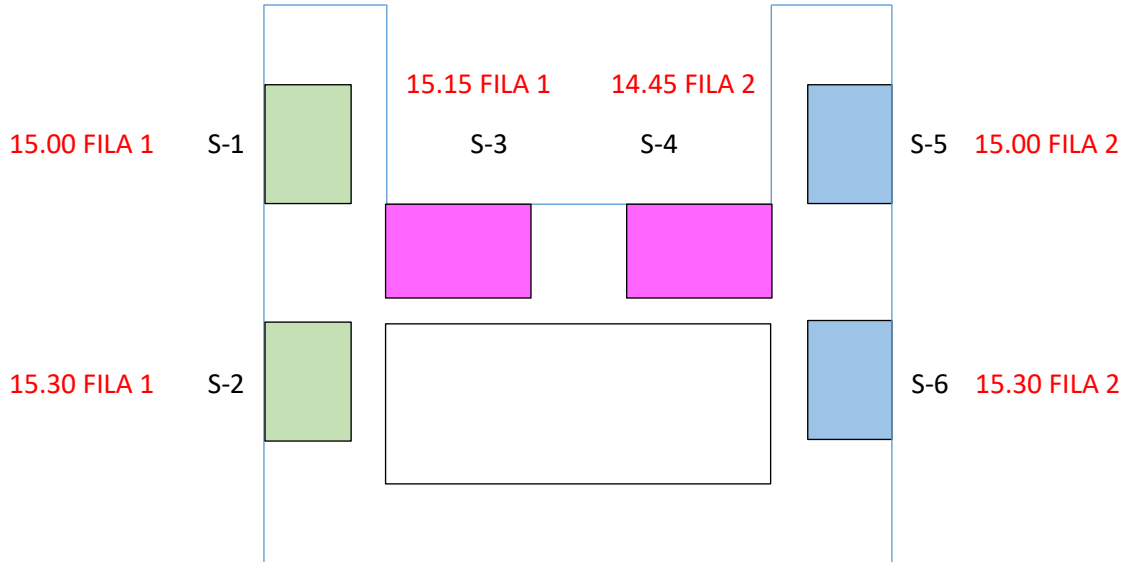 15.15 FILA 1 14.45 FILA 2
15.00 FILA 1 S-1 S-3 S-4 S-5 15.00 FILA 2
15.30 FILA 1 S-2 S-6 15.30 FILA 2